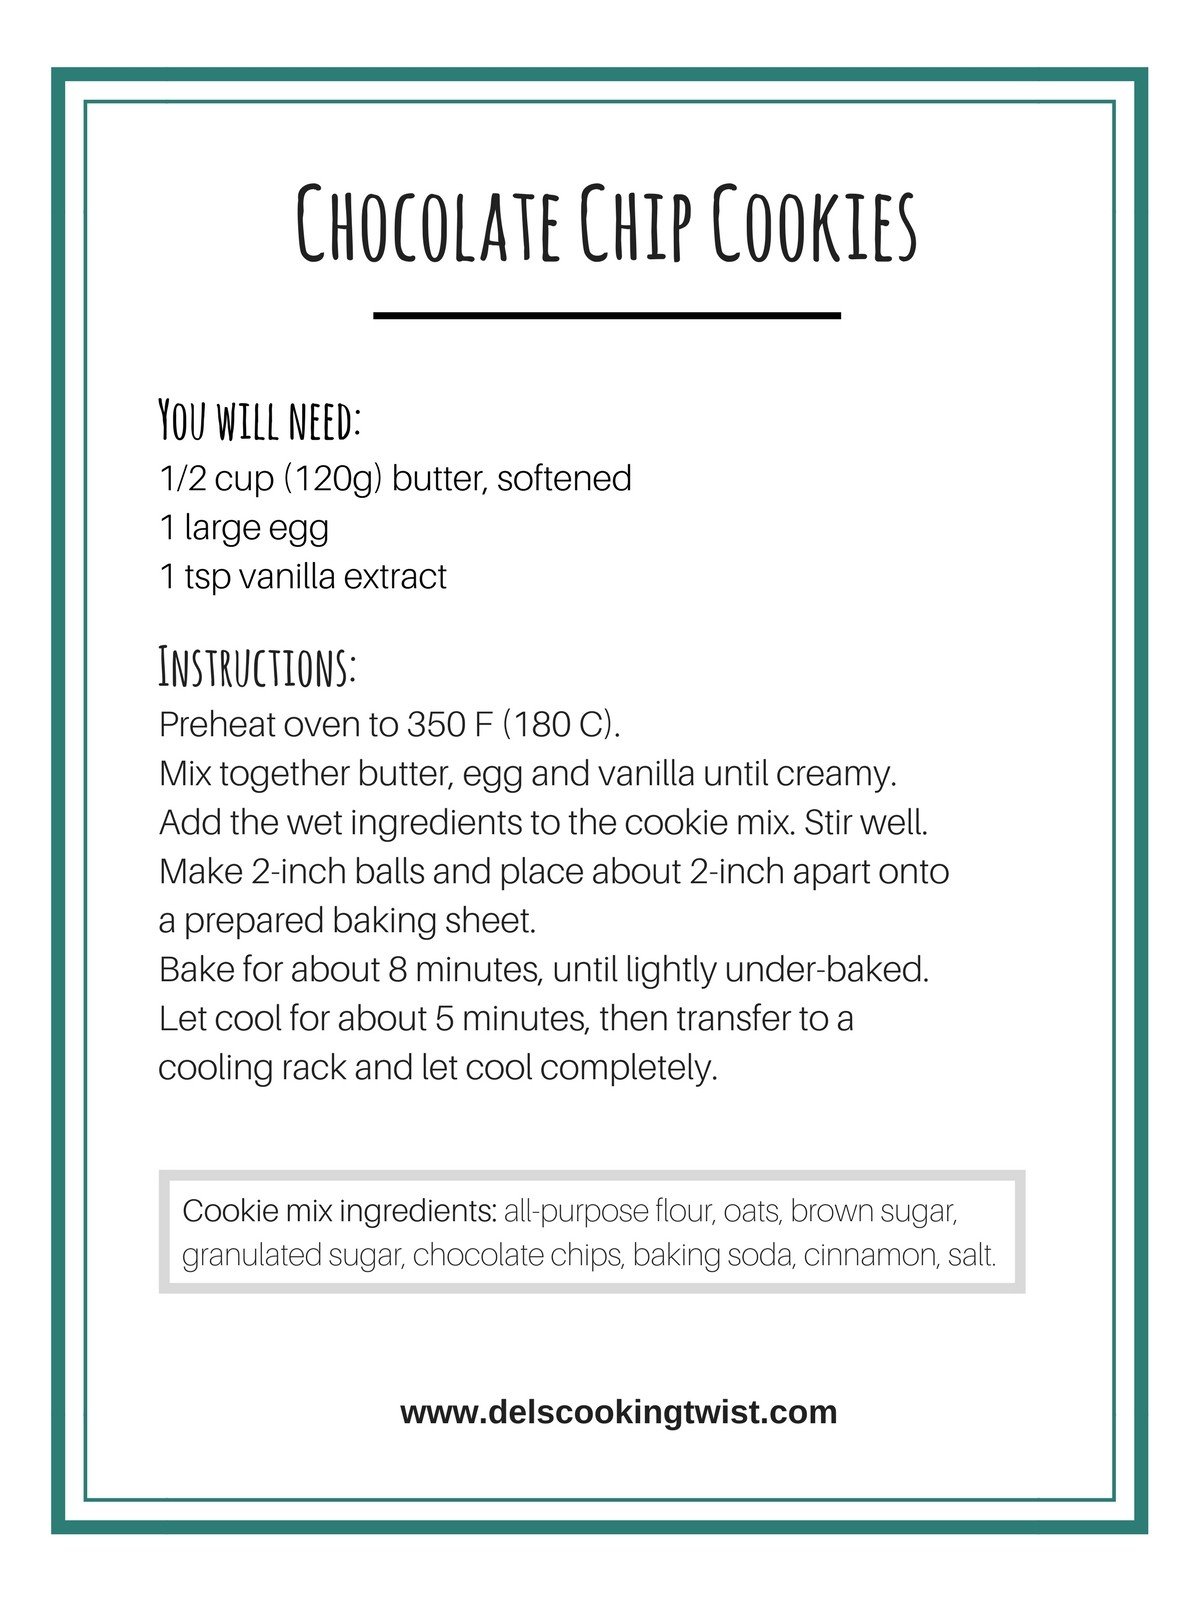 Chocolate Chip Cookies
You will need:
1/2 cup (120g) butter, softened
1 large egg
1 tsp vanilla extract
Instructions:
Preheat oven to 350 F (180 C).
Mix together butter, egg and vanilla until creamy.
Add the wet ingredients to the cookie mix. Stir well.
Make 2-inch balls and place about 2-inch apart onto
a prepared baking sheet.
Bake for about 8 minutes, until lightly under-baked.
Let cool for about 5 minutes, then transfer to a
cooling rack and let cool completely.
Cookie mix ingredients: all-purpose flour, oats, brown sugar,
granulated sugar, chocolate chips, baking soda, cinnamon, salt.
www.delscookingtwist.com